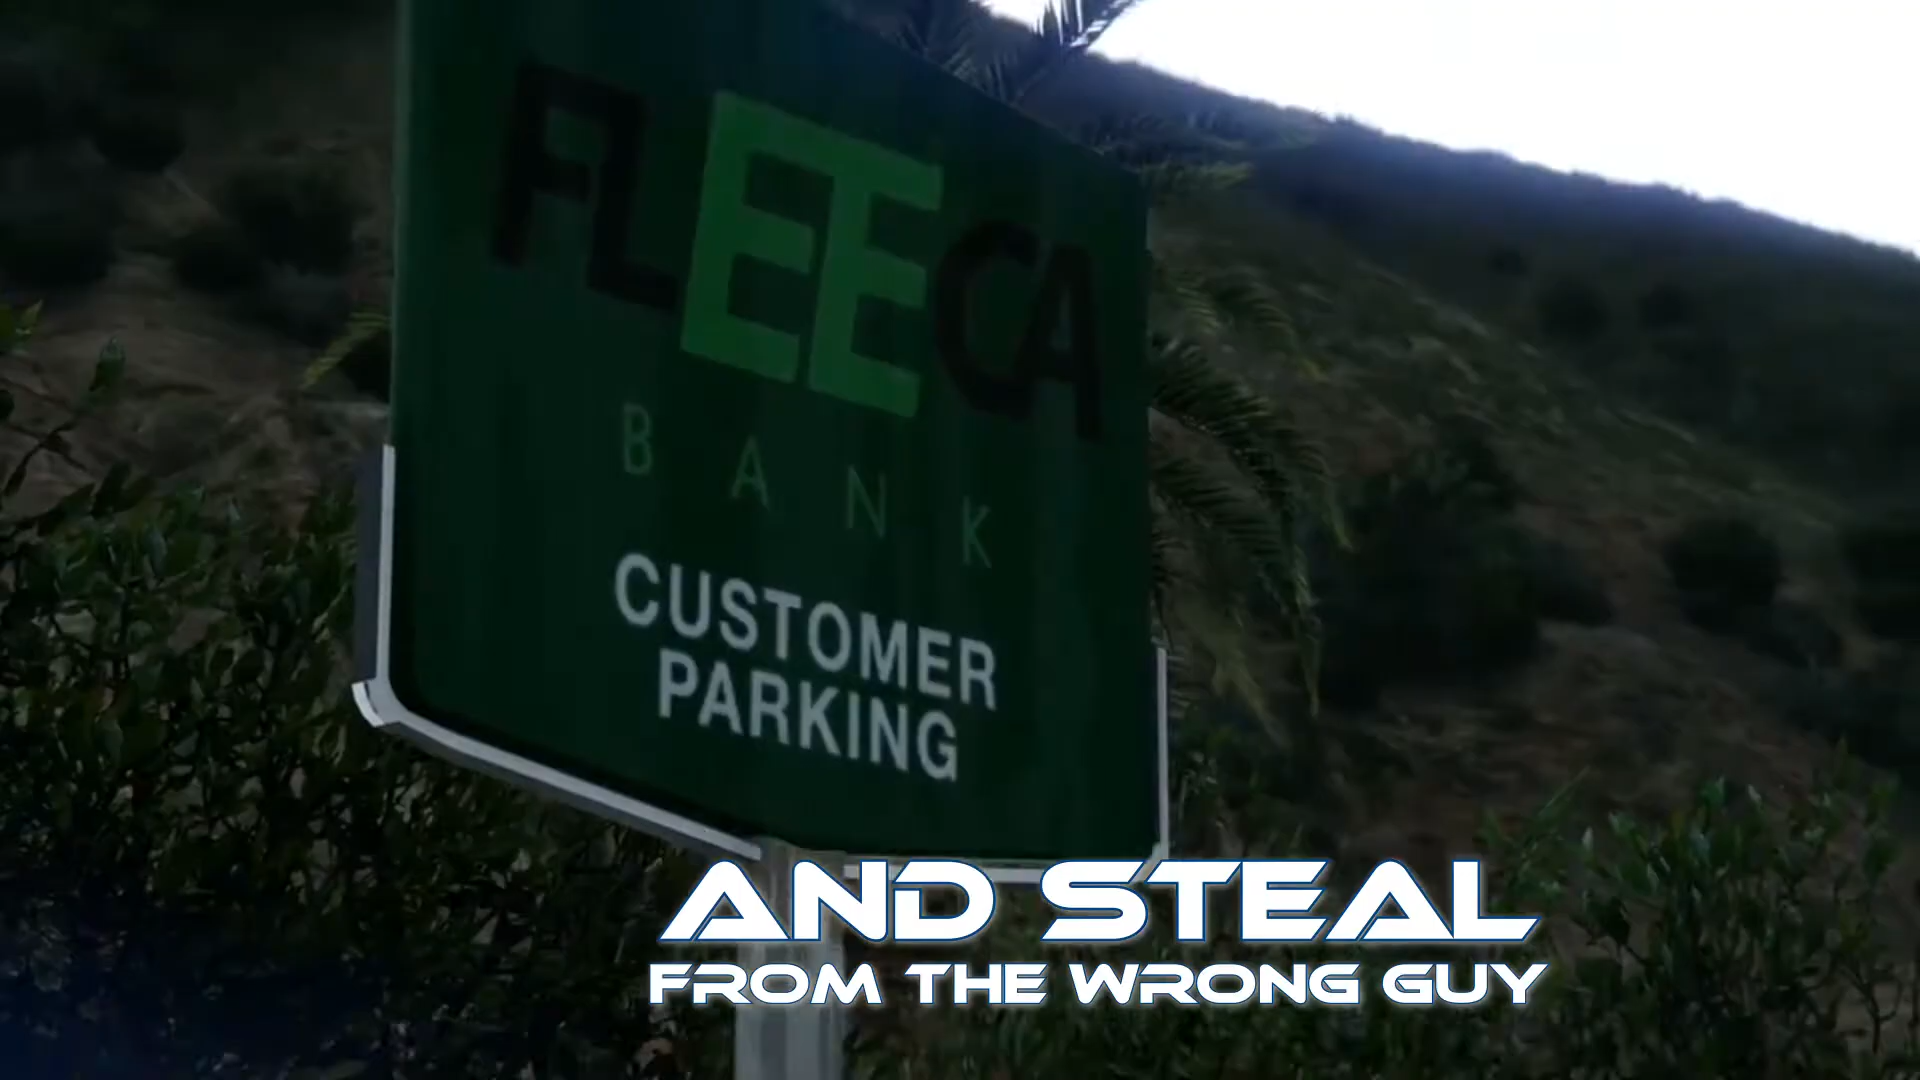 FLEECA
BANK
CUSTOMER
PARKING
AND STEAL
FROM THE WRONG GUY